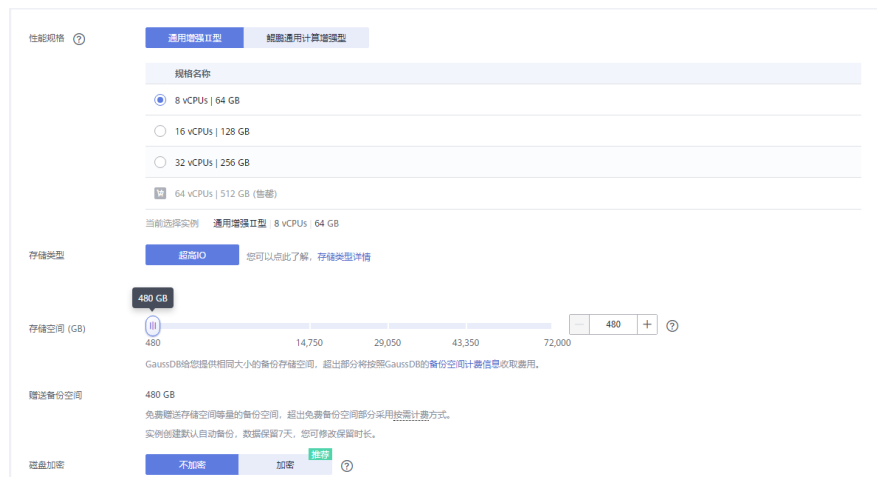 性能规格 ?
通用增强Ⅱ型 鲲鹏通用计算增强型
规格名称
8 vCPUs | 64 GB
16 vCPUs | 128 GB
32 vCPUs | 256 GB
64 vCPUs | 512 GB (售罄)
当前选择实例 通用增强Ⅱ型 | 8 vCPUs | 64 GB
存储类型 超高IO 您可以点此了解，存储类型详情
480 GB
存储空间 (GB) 480 14,750 29,050 43,350 72,000 − 480 + ?
GaussDB给您提供相同大小的备份存储空间，超出部分将按照GaussDB的备份空间计费信息收取费用。
赠送备份空间 480 GB
免费赠送存储空间等量的备份空间，超出免费备份空间部分采用按需计费方式。
实例创建默认自动备份，数据保留7天，您可修改保留时长。
推荐
磁盘加密 不加密 加密 ?